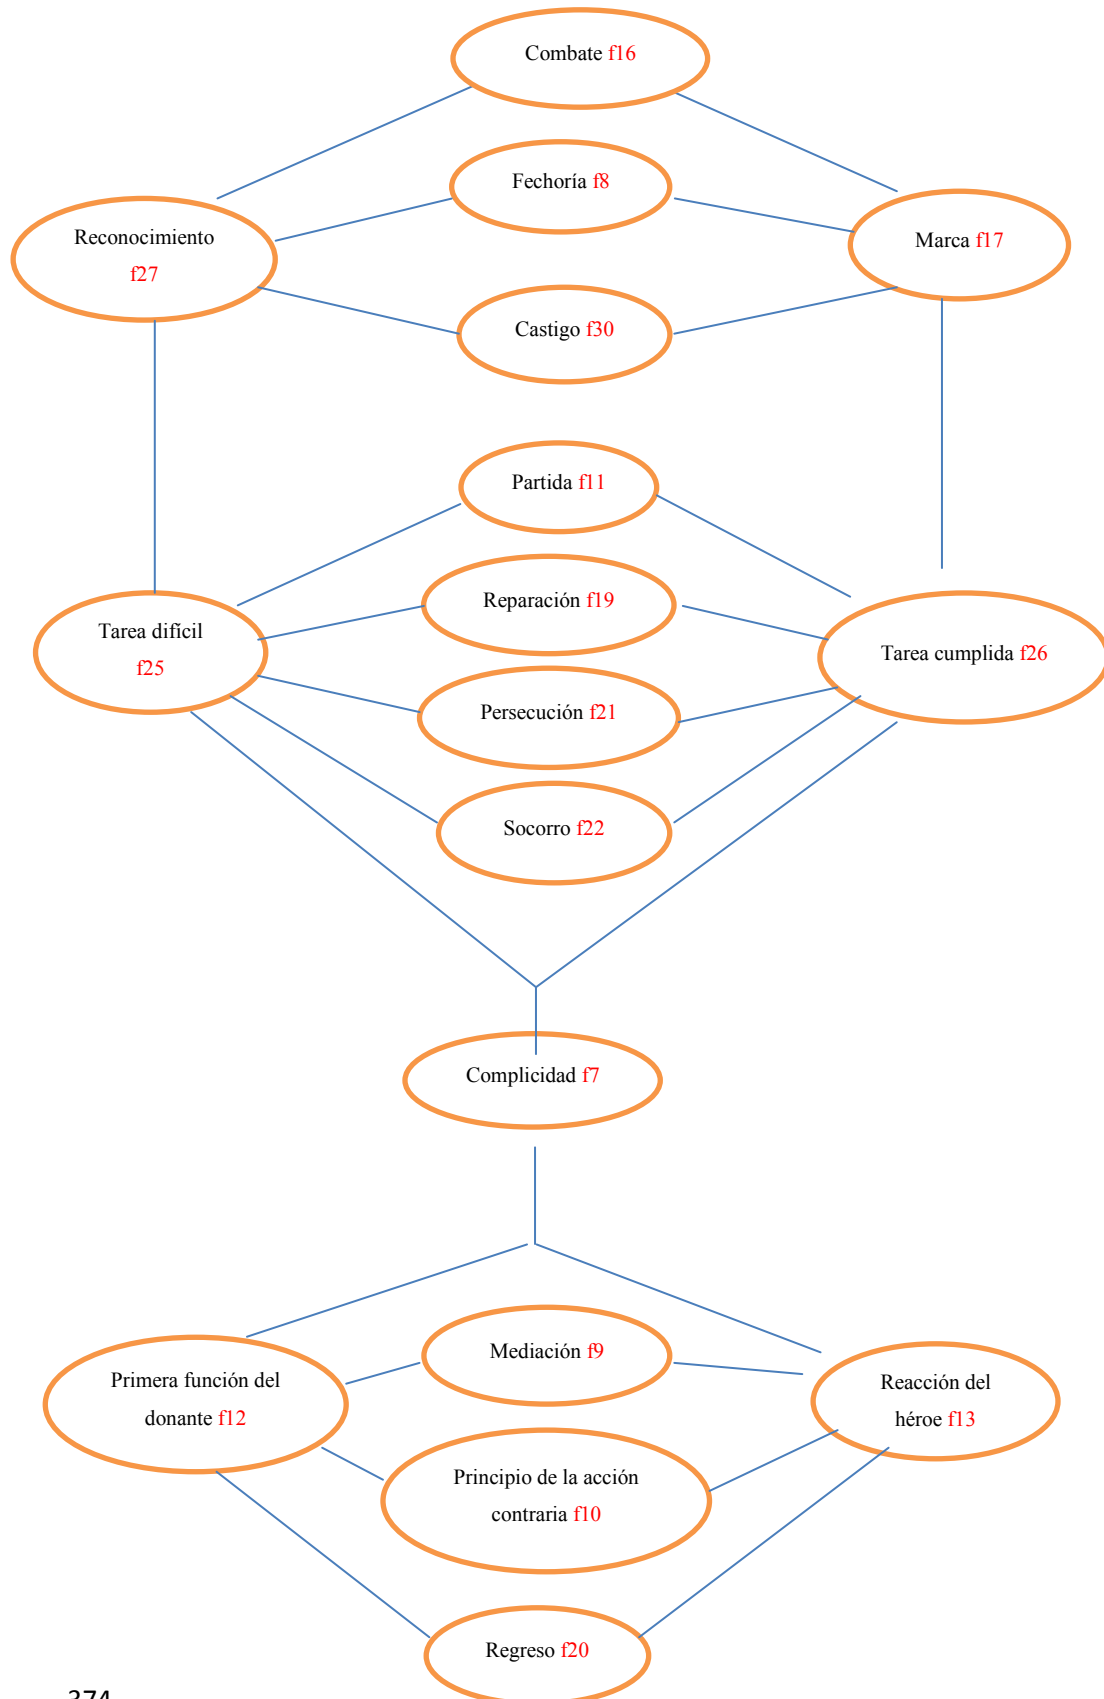 Combate f16
Fechoría f8
Reconocimiento
f27
Marca f17
Castigo f30
Partida f11
Reparación f19
Tarea difícil
f25
Tarea cumplida f26
Persecución f21
Socorro f22
Complicidad f7
Mediación f9
Primera función del
donante f12
Reacción del
héroe f13
Principio de la acción
contraria f10
Regreso f20
374